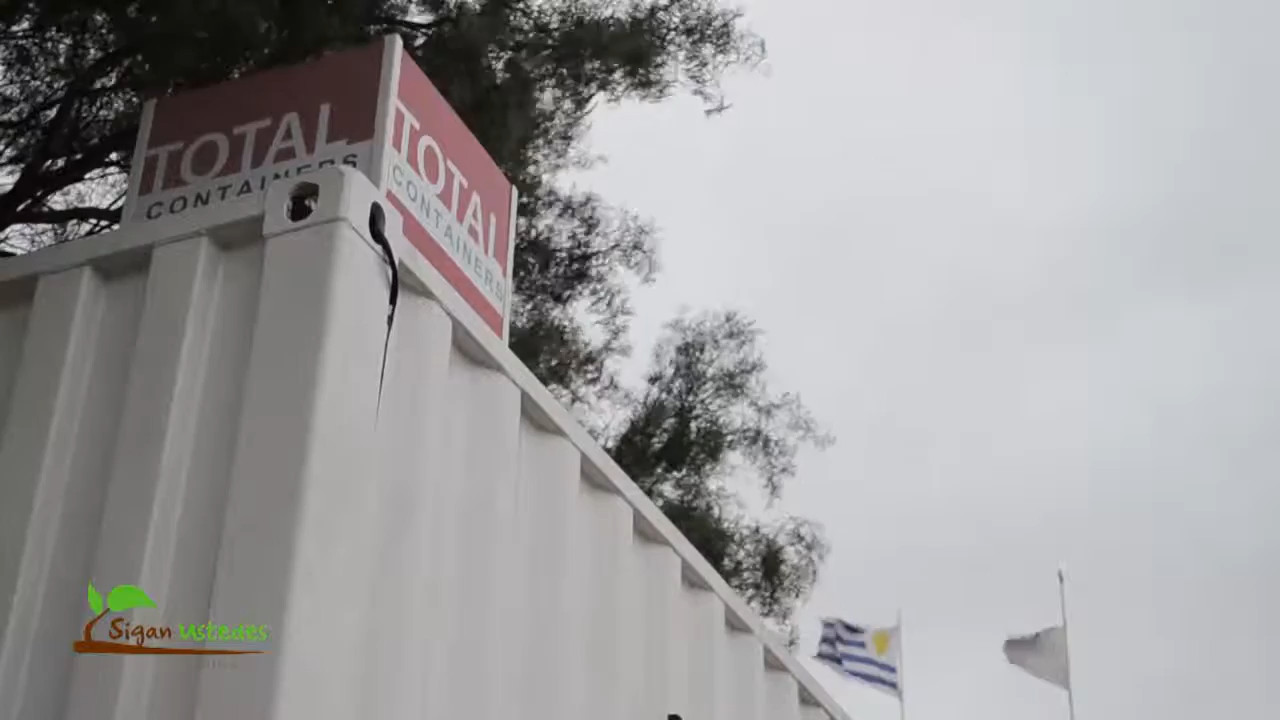 TOTAL
CONTAINERS
TOTAL
CONTAINERS
Sigan ustedes